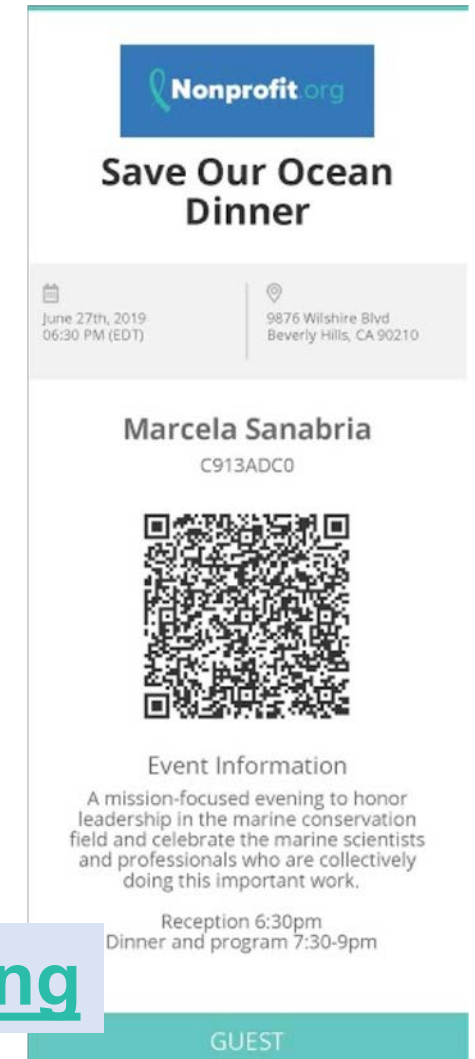 Nonprofit.org
Save Our Ocean
Dinner
June 27th, 2019
06:30 PM (EDT)
9876 Wilshire Blvd
Beverly Hills, CA 90210
Marcela Sanabria
C913ADC0
Event Information
A mission-focused evening to honor
leadership in the marine conservation
field and celebrate the marine scientists
and professionals who are collectively
doing this important work.
Reception 6:30pm
Dinner and program 7:30-9pm
ng
GUEST